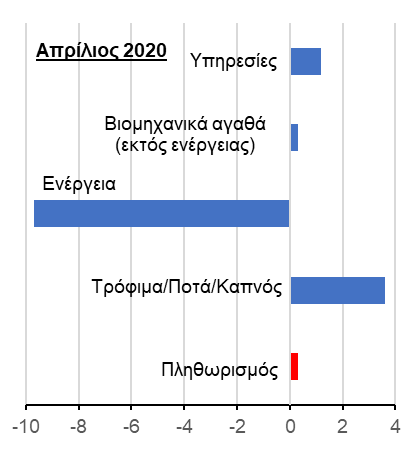 Απρίλιος 2020
Υπηρεσίες
Βιομηχανικά αγαθά
(εκτός ενέργειας)
Ενέργεια
Τρόφιμα/Ποτά/Καπνός
Πληθωρισμός
-10 -8 -6 -4 -2 0 2 4